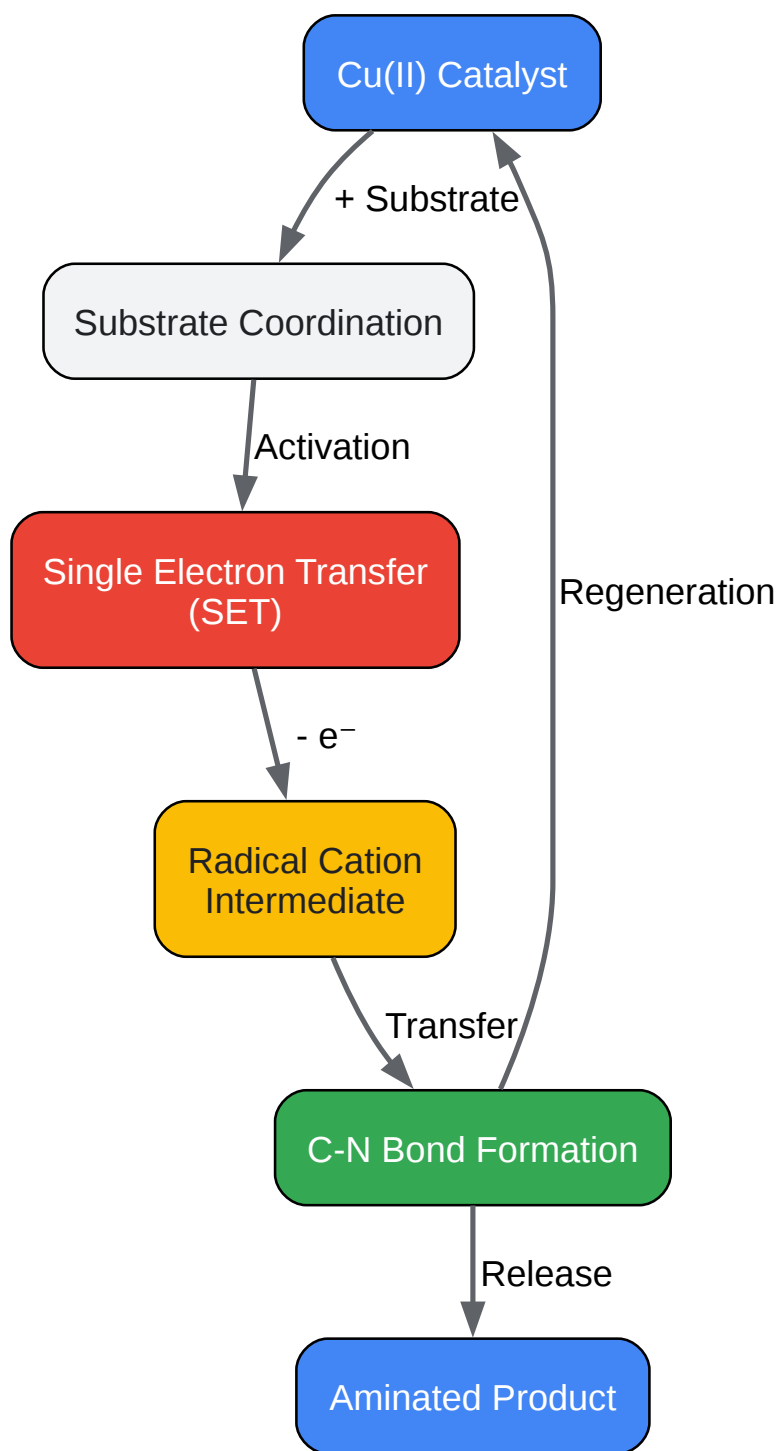 Cu(II) Catalyst
+ Substrate
Substrate Coordination
Activation
Single Electron Transfer
(SET)
Regeneration
- e⁻
Radical Cation
Intermediate
Transfer
C-N Bond Formation
Release
Aminated Product